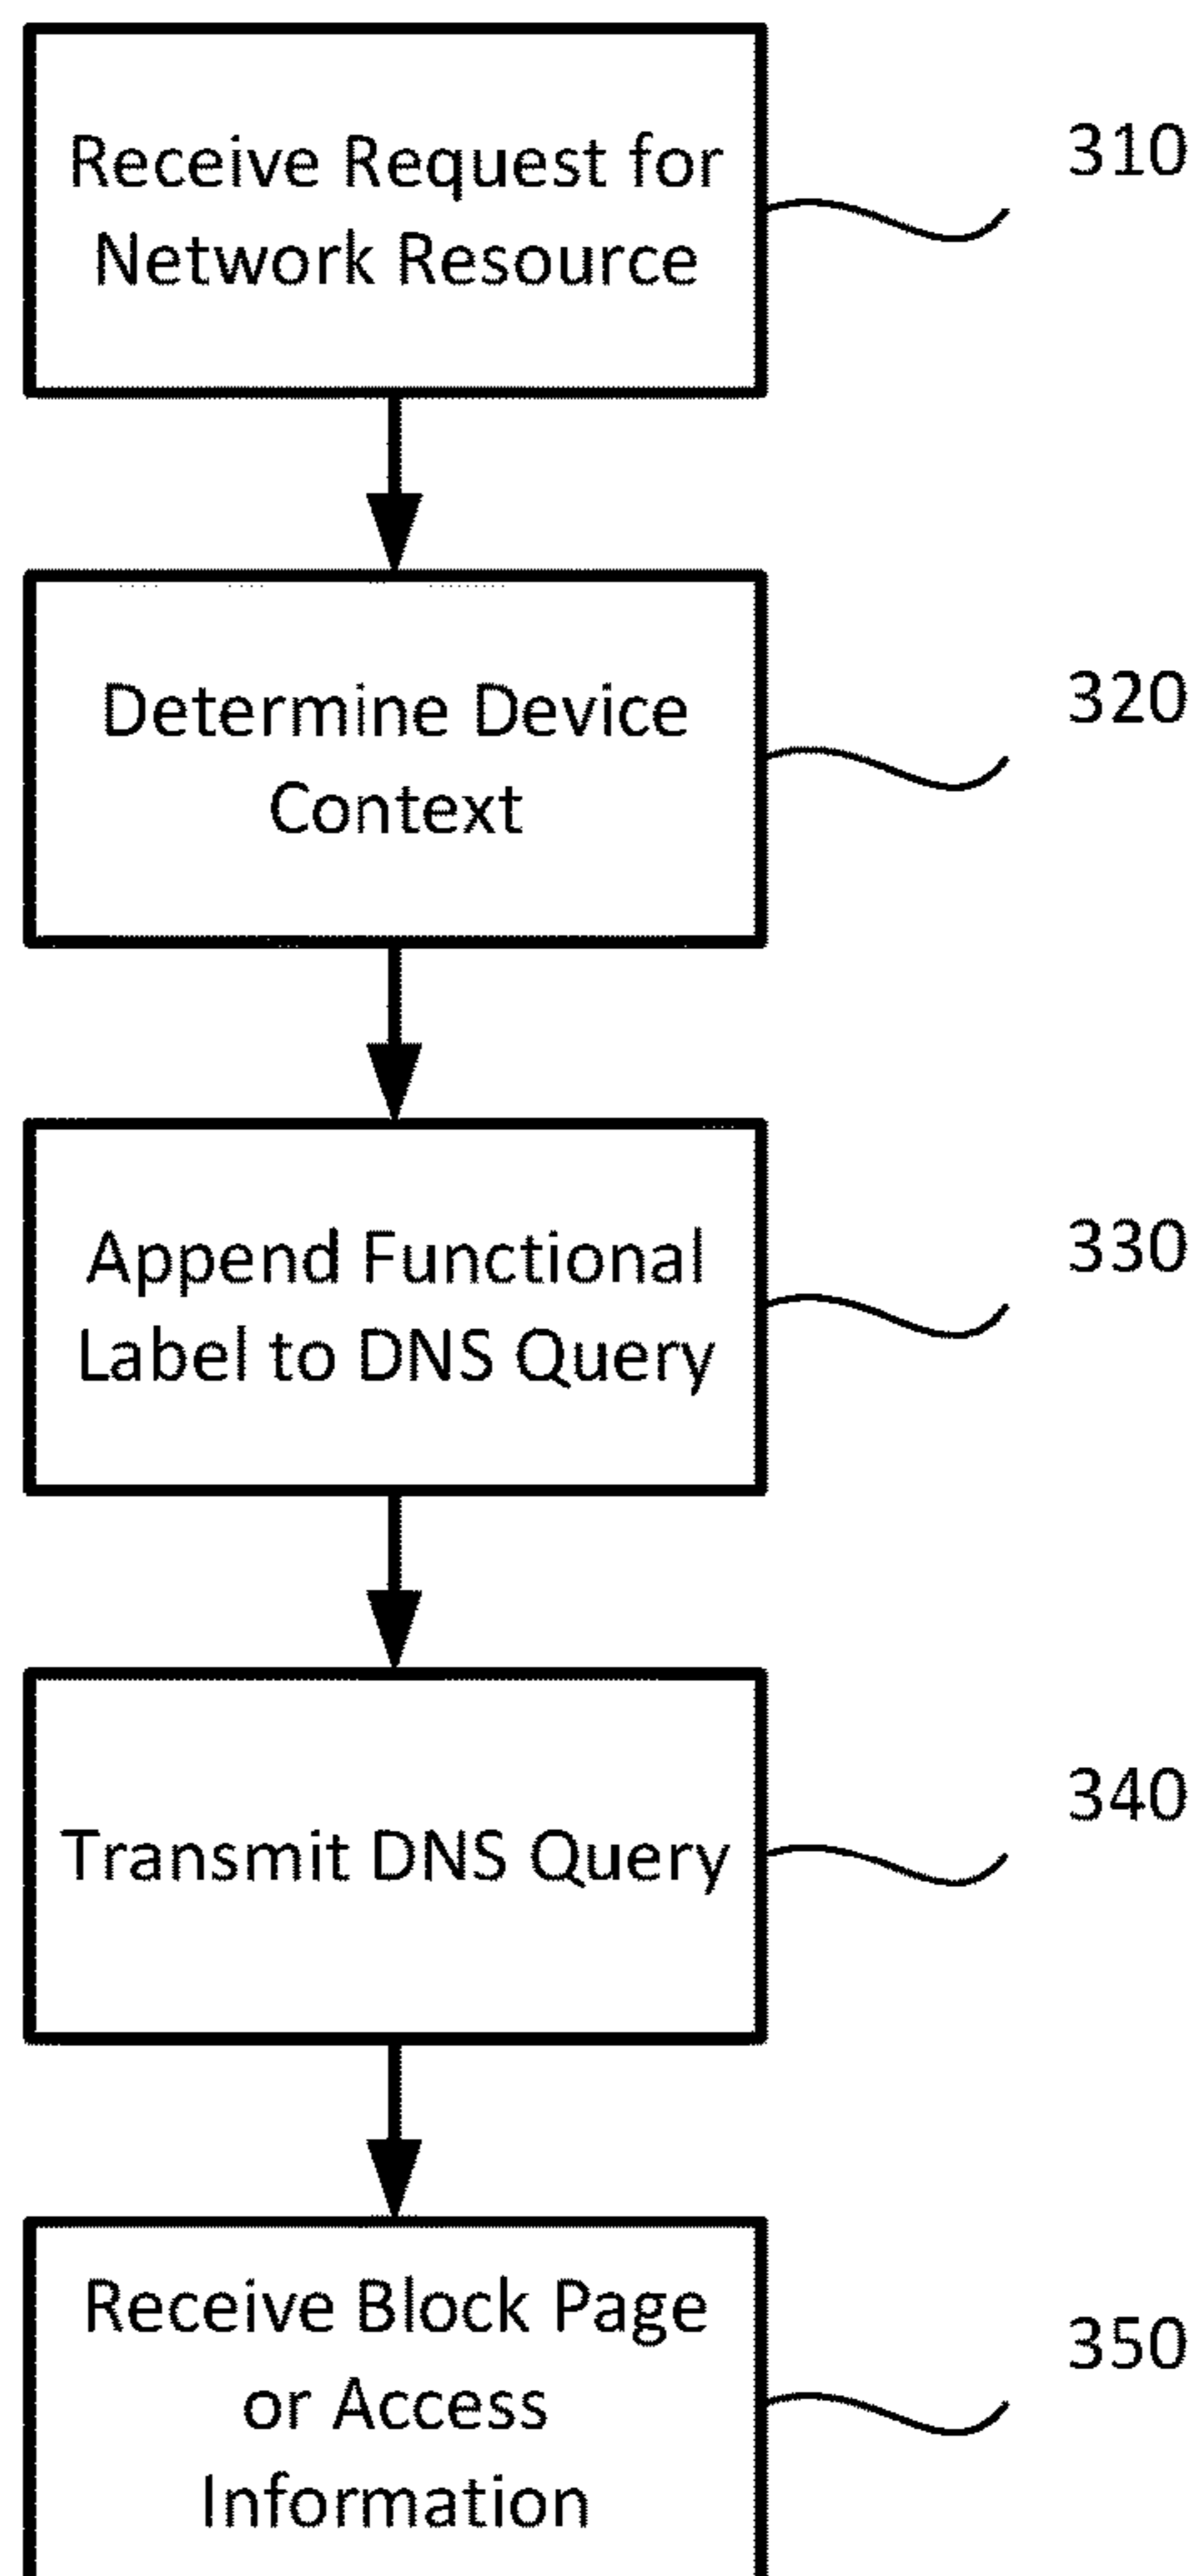 Receive Request for
Network Resource
310
Determine Device
Context
320
Append Functional
Label to DNS Query
330
Transmit DNS Query
340
Receive Block Page
or Access
Information
350